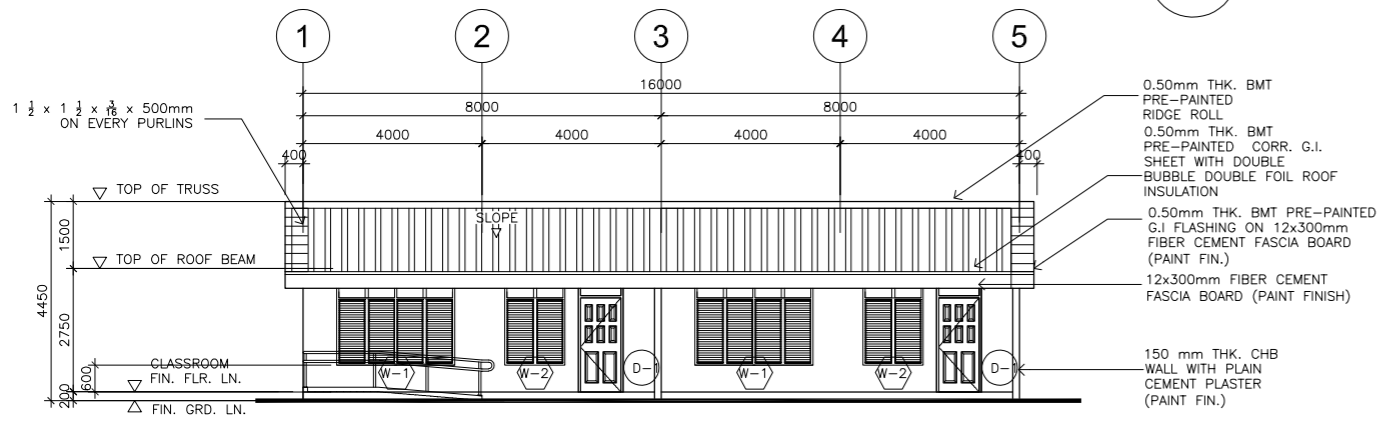 1 2 3 4 5
16000
8000 8000
4000 4000 4000 4000
400 400
1 1/2 x 1 1/2 x 3/16 x 500mm
ON EVERY PURLINS
TOP OF TRUSS
SLOPE
TOP OF ROOF BEAM
1500
4450
2750
600
200
CLASSROOM
FIN. FLR. LN.
FIN. GRD. LN.
W-1 W-2 D-1 W-1 W-2 D-1
0.50mm THK. BMT
PRE-PAINTED
RIDGE ROLL
0.50mm THK. BMT
PRE-PAINTED CORR. G.I.
SHEET WITH DOUBLE
BUBBLE DOUBLE FOIL ROOF
INSULATION
0.50mm THK. BMT PRE-PAINTED
G.I FLASHING ON 12x300mm
FIBER CEMENT FASCIA BOARD
(PAINT FIN.)
12x300mm FIBER CEMENT
FASCIA BOARD (PAINT FINISH)
150 mm THK. CHB
WALL WITH PLAIN
CEMENT PLASTER
(PAINT FIN.)